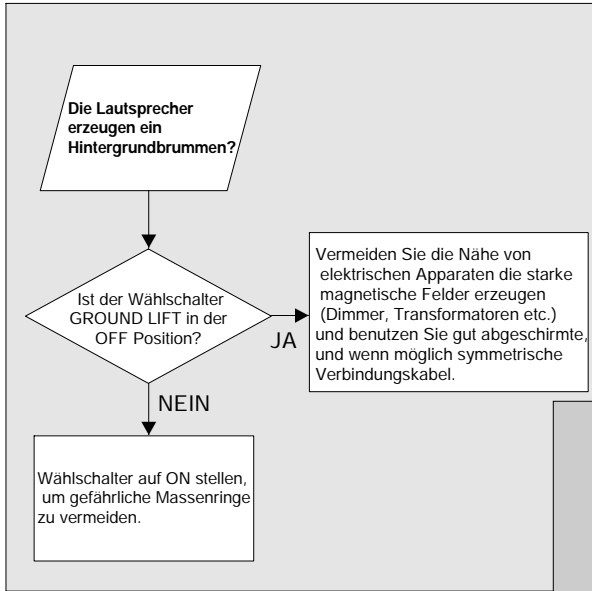 Die Lautsprecher
erzeugen ein
Hintergrundbrummen?
Ist der Wählschalter
GROUND LIFT in der
OFF Position?
JA
Vermeiden Sie die Nähe von
elektrischen Apparaten die starke
magnetische Felder erzeugen
(Dimmer, Transformatoren etc.)
und benutzen Sie gut abgeschirmte,
und wenn möglich symmetrische
Verbindungskabel.
NEIN
Wählschalter auf ON stellen,
um gefährliche Massenringe
zu vermeiden.